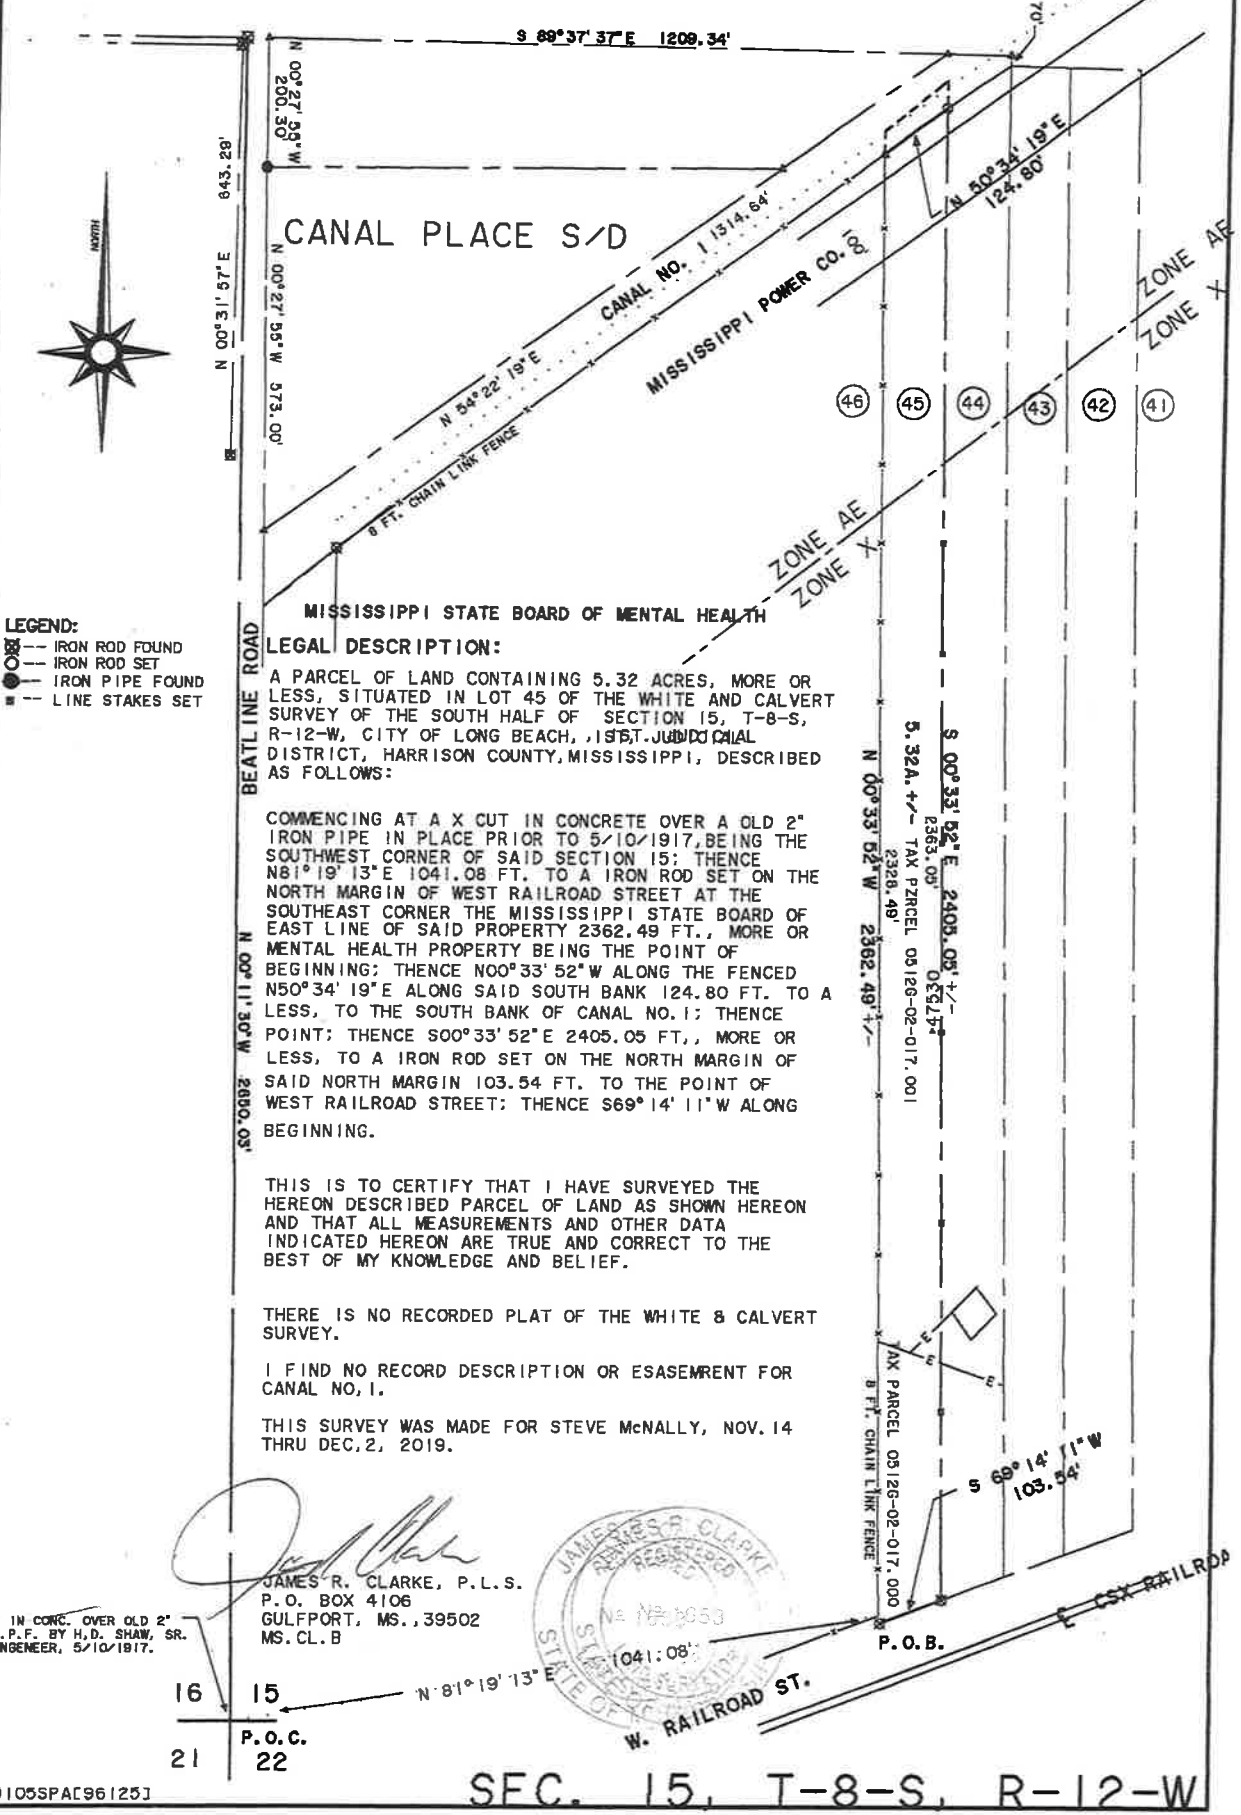 S 89°37'37"E 1209.34'
70'
N 00°27'55"W
200.30'
N 00°31'57"E 643.29'
CANAL PLACE S/D
N 00°27'55"W 573.00'
CANAL NO. 1 1314.64'
N 54°22'19"E
8 FT. CHAIN LINK FENCE
MISSISSIPPI POWER CO.
100'
N 50°34'19"E
124.80'
ZONE AE
ZONE X
46 45 44 43 42 41
ZONE AE
ZONE X
MISSISSIPPI STATE BOARD OF MENTAL HEALTH
LEGEND:
-- IRON ROD FOUND
-- IRON ROD SET
-- IRON PIPE FOUND
-- LINE STAKES SET
BEATLINE ROAD
N 00°11'30"W 2650.03'
LEGAL DESCRIPTION:
A PARCEL OF LAND CONTAINING 5.32 ACRES, MORE OR
LESS, SITUATED IN LOT 45 OF THE WHITE AND CALVERT
SURVEY OF THE SOUTH HALF OF SECTION 15, T-8-S,
R-12-W, CITY OF LONG BEACH,
DISTRICT, HARRISON COUNTY, MISSISSIPPI, DESCRIBED
AS FOLLOWS:
COMMENCING AT A X CUT IN CONCRETE OVER A OLD 2"
IRON PIPE IN PLACE PRIOR TO 5/10/1917, BEING THE
SOUTHWEST CORNER OF SAID SECTION 15; THENCE
N81°19'13"E 1041.08 FT. TO A IRON ROD SET ON THE
NORTH MARGIN OF WEST RAILROAD STREET AT THE
SOUTHEAST CORNER THE MISSISSIPPI STATE BOARD OF
EAST LINE OF SAID PROPERTY 2362.49 FT., MORE OR
MENTAL HEALTH PROPERTY BEING THE POINT OF
BEGINNING; THENCE N00°33'52"W ALONG THE FENCED
N50°34'19"E ALONG SAID SOUTH BANK 124.80 FT. TO A
LESS, TO THE SOUTH BANK OF CANAL NO. 1; THENCE
POINT; THENCE S00°33'52"E 2405.05 FT,, MORE OR
LESS, TO A IRON ROD SET ON THE NORTH MARGIN OF
SAID NORTH MARGIN 103.54 FT. TO THE POINT OF
WEST RAILROAD STREET; THENCE S69°14'11"W ALONG
BEGINNING.
THIS IS TO CERTIFY THAT I HAVE SURVEYED THE
HEREON DESCRIBED PARCEL OF LAND AS SHOWN HEREON
AND THAT ALL MEASUREMENTS AND OTHER DATA
INDICATED HEREON ARE TRUE AND CORRECT TO THE
BEST OF MY KNOWLEDGE AND BELIEF.
THERE IS NO RECORDED PLAT OF THE WHITE & CALVERT
SURVEY.
I FIND NO RECORD DESCRIPTION OR ESASEMRENT FOR
CANAL NO, 1.
THIS SURVEY WAS MADE FOR STEVE McNALLY, NOV. 14
THRU DEC, 2, 2019.
N 00°33'52"W 2362.49'+/-
2328.49'
5.32A.+/- TAX PZRCEL 0512G-02-017.001
2363.05'
S 00°33'52"E 2405.05'+/-
TAX PARCEL 0512G-02-017.000
8 FT. CHAIN LINK FENCE
E
E
E
S 69°14'11"W
103.54'
JAMES R. CLARKE, P.L.S.
P.O. BOX 4106
GULFPORT, MS., 39502
MS. CL. B
JAMES R. CLARKE
REGISTERED
STATE OF
IN CONC. OVER OLD 2"
.P.F. BY H.D. SHAW, SR.
NGENEER, 5/10/1917.
N 81°19'13"E 1041.08'
P.O.B.
W. RAILROAD ST.
CSX RAILROA
16 15
P.O.C.
21 22
105SPA[96125]
SEC. 15, T-8-S, R-12-W